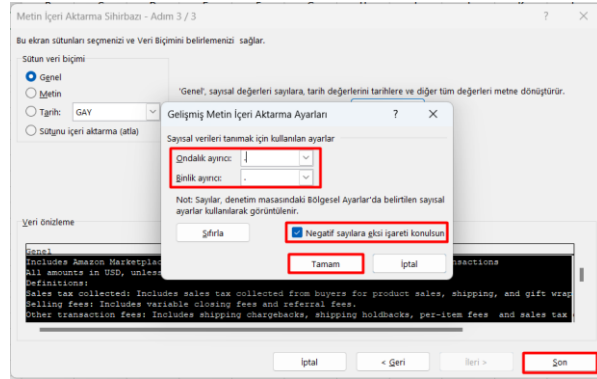 Metin İçeri Aktarma Sihirbazı - Adım 3 / 3
? ×
Bu ekran sütunları seçmenizi ve Veri Biçimini belirlemenizi sağlar.
Sütun veri biçimi
Genel
Metin
Tarih: GAY
Sütunu içeri aktarma (atla)
'Genel', sayısal değerleri sayılara, tarih değerlerini tarihlere ve diğer tüm değerleri metne dönüştürür.
Gelişmiş Metin İçeri Aktarma Ayarları ? ×
Sayısal verileri tanımak için kullanılan ayarlar
Ondalık ayırıcı:
Binlik ayırıcı: .
Not: Sayılar, denetim masasındaki Bölgesel Ayarlar'da belirtilen sayısal
ayarlar kullanılarak görüntülenir.
Sıfırla
Negatif sayılara eksi işareti konulsun
Tamam
İptal
Veri önizleme
Genel
Includes Amazon Marketplac
nsactions
All amounts in USD, unless
Definitions:
Sales tax collected: Includes sales tax collected from buyers for product sales, shipping, and gift wrap
Selling fees: Includes variable closing fees and referral fees.
Other transaction fees: Includes shipping chargebacks, shipping holdbacks, per-item fees and sales tax
İptal
< Geri
İleri >
Son